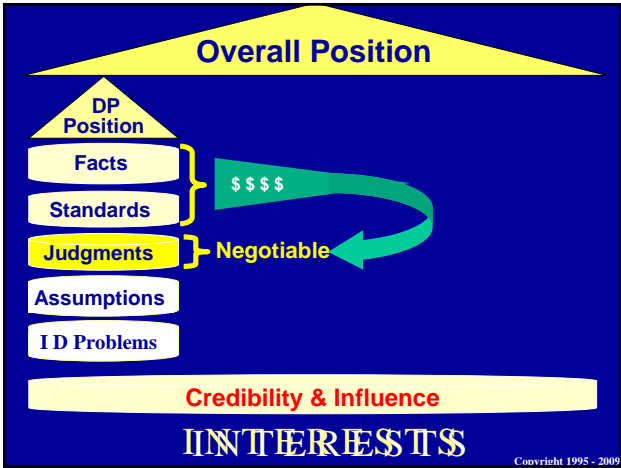 Overall Position
DP
Position
Facts
$ $ $ $
Standards
Judgments
Negotiable
Assumptions
I D Problems
Credibility & Influence
INTERESTS
Copyright 1995 - 2009